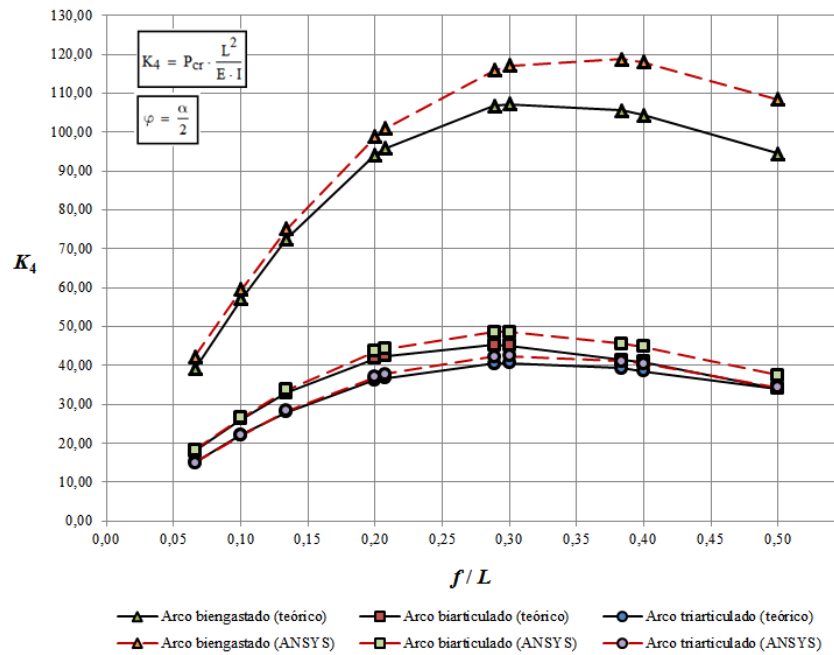 130,00
120,00
110,00
100,00
90,00
80,00
70,00
60,00
50,00
40,00
30,00
20,00
10,00
0,00
K₄
K₄ = P_cr · L² / (E · I)
φ = α / 2
0,00 0,05 0,10 0,15 0,20 0,25 0,30 0,35 0,40 0,45 0,50
f / L
Arco biengastado (teórico) Arco biarticulado (teórico) Arco triarticulado (teórico)
Arco biengastado (ANSYS) Arco biarticulado (ANSYS) Arco triarticulado (ANSYS)